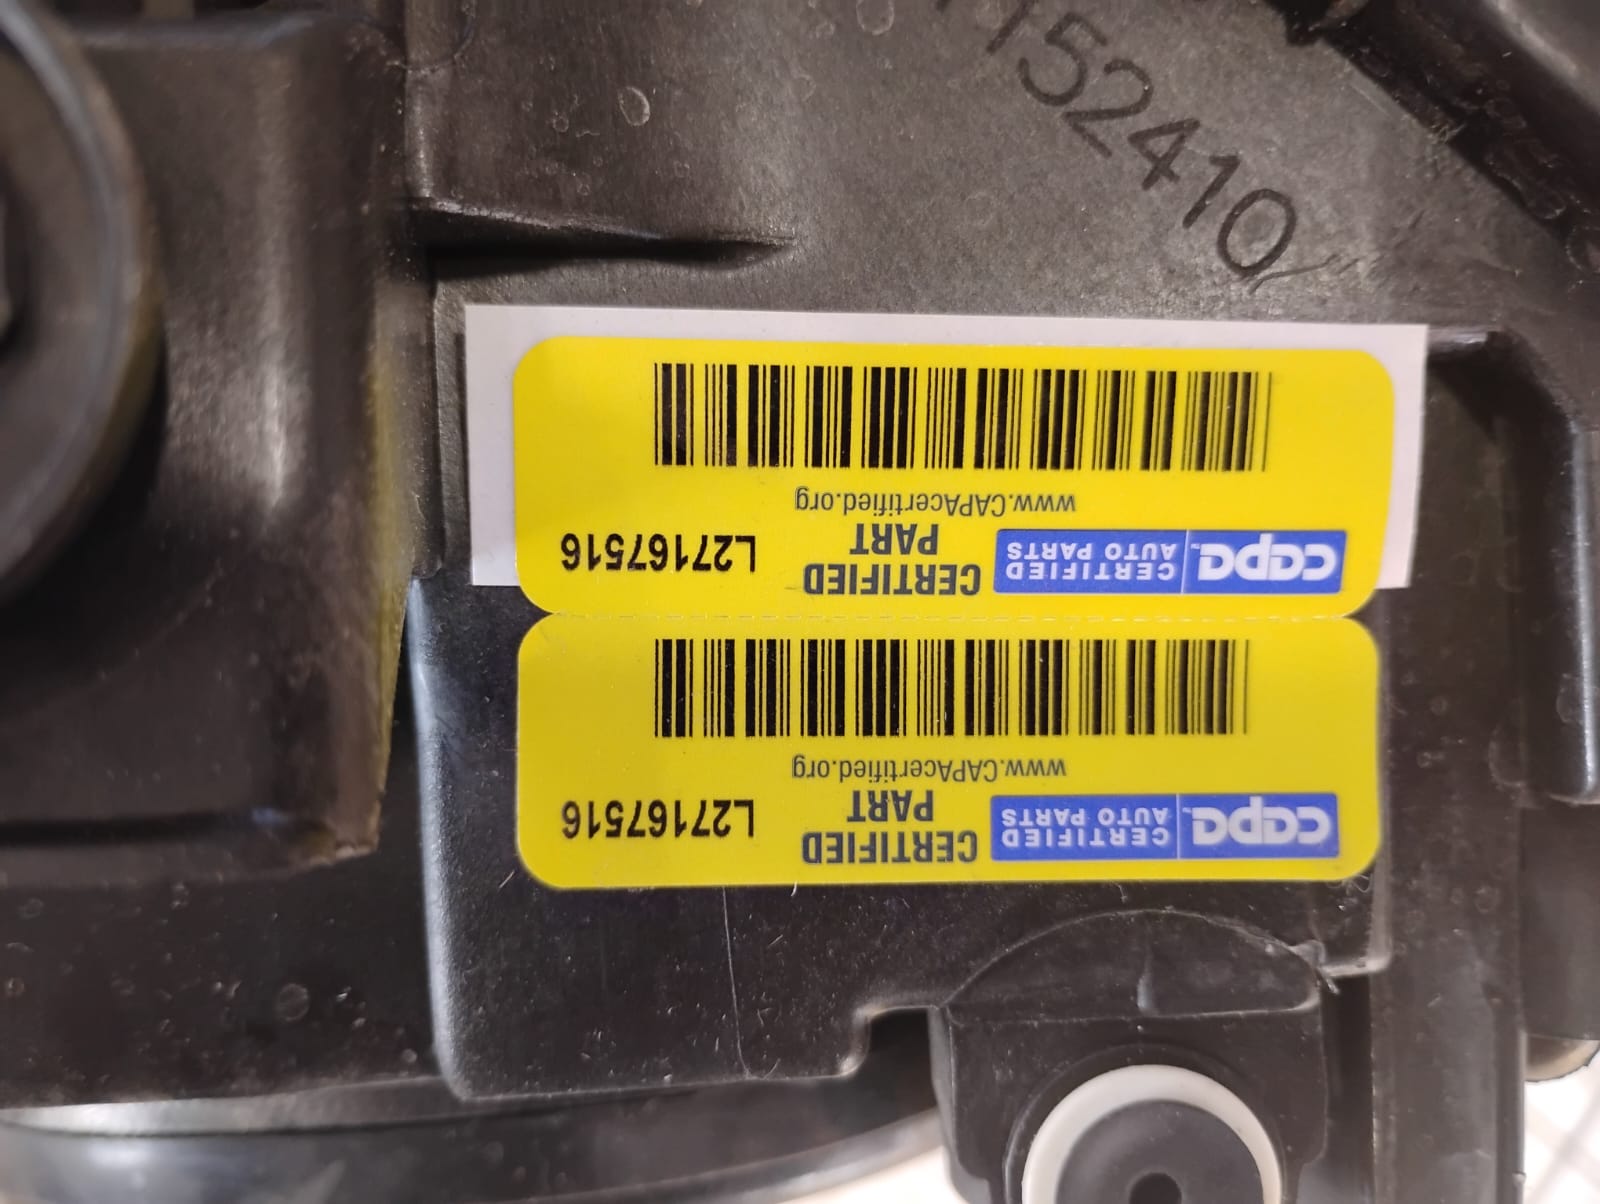 152410
capa CERTIFIED AUTO PARTS
CERTIFIED PART
L27167516
www.CAPAcertified.org
capa CERTIFIED AUTO PARTS
CERTIFIED PART
L27167516
www.CAPAcertified.org